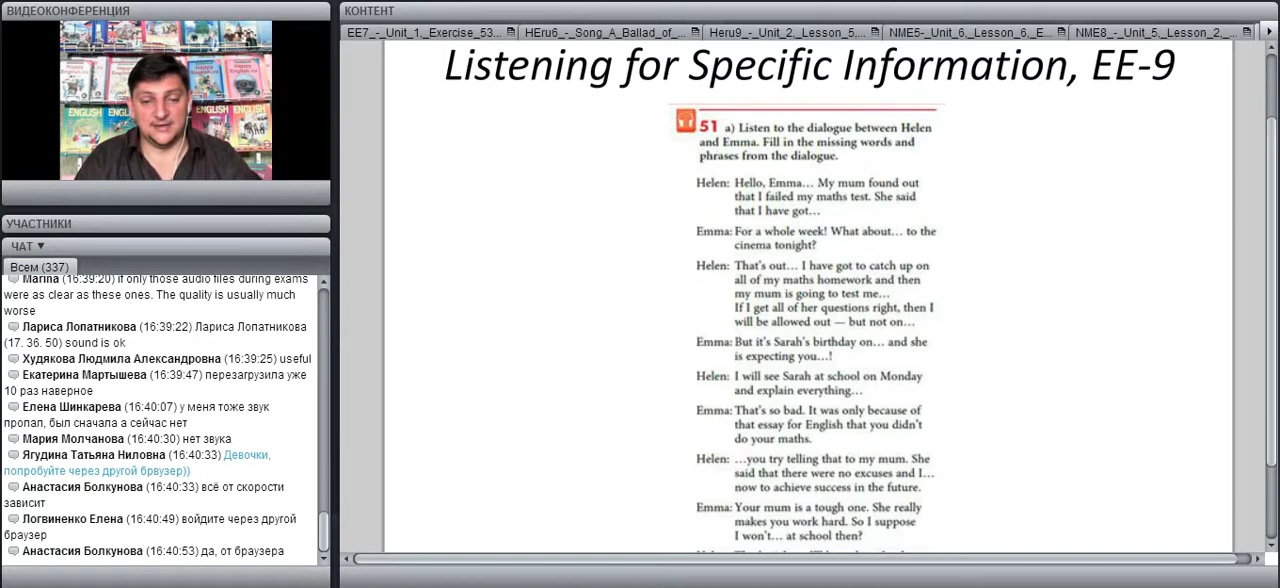 ВИДЕОКОНФЕРЕНЦИЯ
УЧАСТНИКИ
ЧАТ ▼
Всем (337)
Marina (16:39:20) if only those audio files during exams
were as clear as these ones. The quality is usually much
worse
Лариса Лопатникова (16:39:22) Лариса Лопатникова
(17. 36. 50) sound is ok
Худякова Людмила Александровна (16:39:25) useful
Екатерина Мартышева (16:39:47) перезагрузила уже
10 раз наверное
Елена Шинкарева (16:40:07) у меня тоже звук
пропал, был сначала а сейчас нет
Мария Молчанова (16:40:30) нет звука
Ягудина Татьяна Ниловна (16:40:33) Девочки,
попробуйте через другой брвузер))
Анастасия Болкунова (16:40:33) всё от скорости
зависит
Логвиненко Елена (16:40:49) войдите через другой
браузер
Анастасия Болкунова (16:40:53) да, от браузера
КОНТЕНТ
EE7_-_Unit_1,_Exercise_53...
HEru6_-_Song_A_Ballad_of_...
Heru9_-_Unit_2,_Lesson_5,...
NME5-_Unit_6,_Lesson_6,_E...
NME8_-_Unit_5,_Lesson_2,_...
Listening for Specific Information, EE-9
51 a) Listen to the dialogue between Helen
and Emma. Fill in the missing words and
phrases from the dialogue.
Helen: Hello, Emma... My mum found out
that I failed my maths test. She said
that I have got...
Emma: For a whole week! What about... to the
cinema tonight?
Helen: That's out... I have got to catch up on
all of my maths homework and then
my mum is going to test me...
If I get all of her questions right, then I
will be allowed out — but not on...
Emma: But it's Sarah's birthday on... and she
is expecting you...!
Helen: I will see Sarah at school on Monday
and explain everything...
Emma: That's so bad. It was only because of
that essay for English that you didn't
do your maths.
Helen: ...you try telling that to my mum. She
said that there were no excuses and I...
now to achieve success in the future.
Emma: Your mum is a tough one. She really
makes you work hard. So I suppose
I won't... at school then?